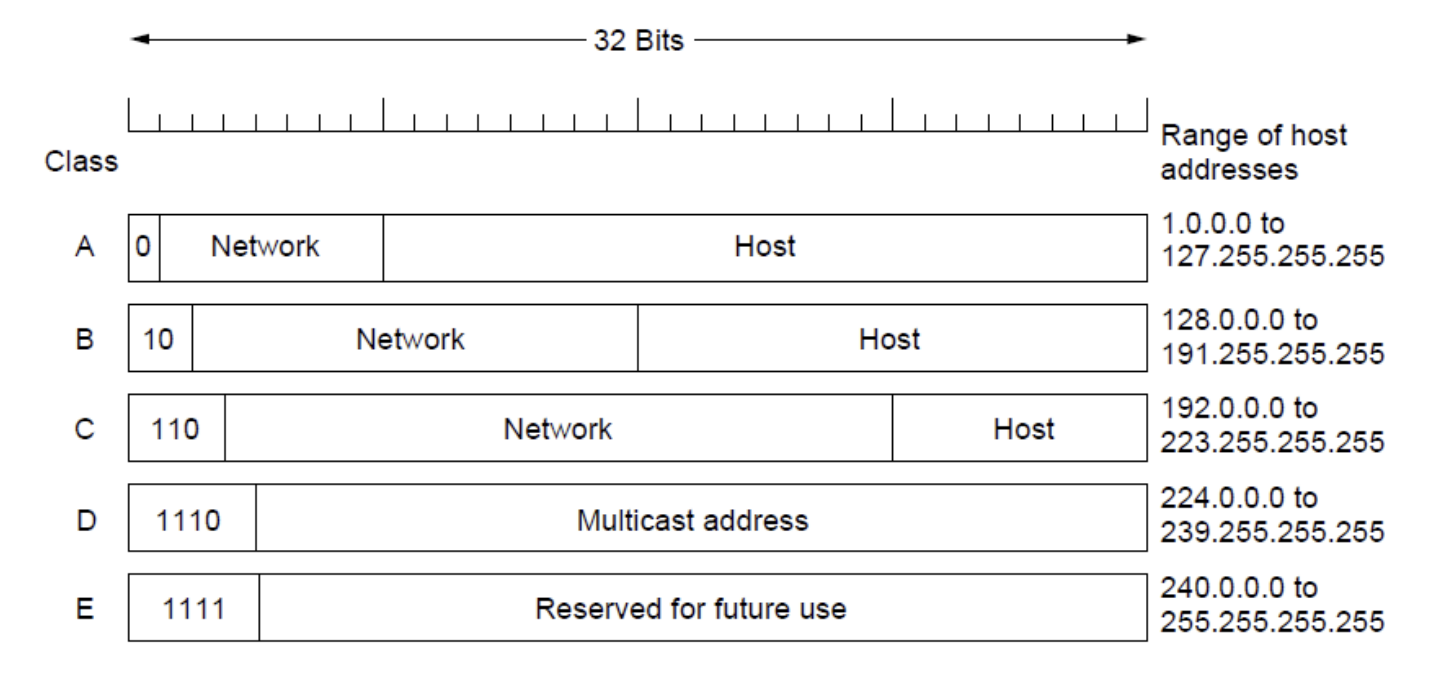 32 Bits
Range of host
addresses
Class
A
0
Network
Host
1.0.0.0 to
127.255.255.255
B
10
Network
Host
128.0.0.0 to
191.255.255.255
C
110
Network
Host
192.0.0.0 to
223.255.255.255
D
1110
Multicast address
224.0.0.0 to
239.255.255.255
E
1111
Reserved for future use
240.0.0.0 to
255.255.255.255